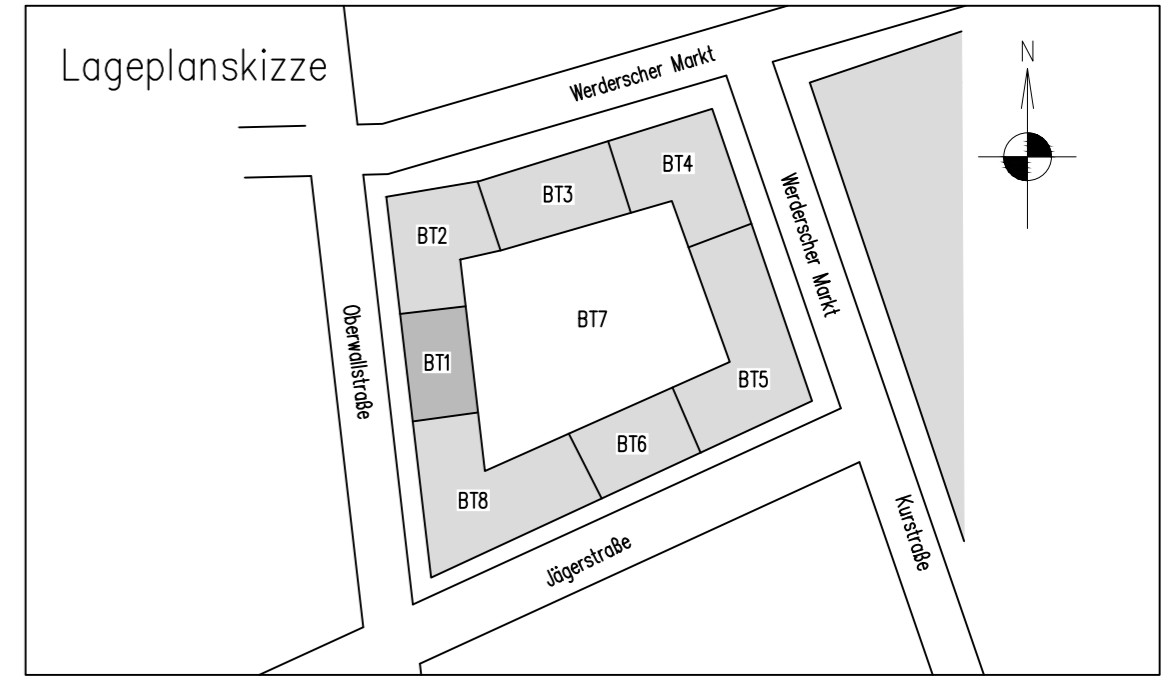 Lageplanskizze
Werderscher Markt
N
BT4
BT3
BT2
Werderscher Markt
BT7
Oberwallstraße
BT1
BT5
BT6
BT8
Kurstraße
Jägerstraße